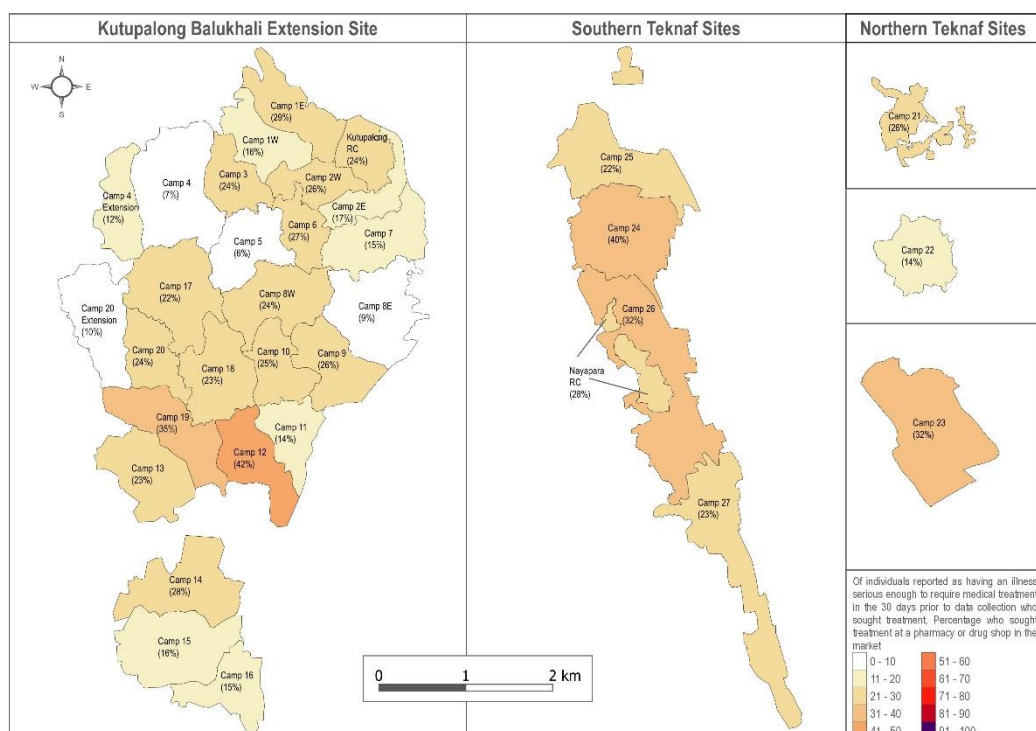 Kutupalong Balukhali Extension Site
Southern Teknaf Sites
Northern Teknaf Sites
N
W
E
S
Camp 1E
(29%)
Camp 1W
(16%)
Kutupalong
RC
(24%)
Camp 3
(24%)
Camp 2W
(26%)
Camp 4
(7%)
Camp 4
Extension
(12%)
Camp 2E
(17%)
Camp 6
(27%)
Camp 7
(15%)
Camp 5
(6%)
Camp 17
(22%)
Camp 8W
(24%)
Camp 8E
(9%)
Camp 20
Extension
(10%)
Camp 20
(24%)
Camp 18
(23%)
Camp 10
(25%)
Camp 9
(26%)
Camp 19
(35%)
Camp 11
(14%)
Camp 12
(42%)
Camp 13
(23%)
Camp 14
(28%)
Camp 15
(16%)
Camp 16
(15%)
0 1 2 km
Camp 25
(22%)
Camp 24
(40%)
Camp 26
(32%)
Nayapara
RC
(28%)
Camp 27
(23%)
Camp 21
(26%)
Camp 22
(14%)
Camp 23
(32%)
Of individuals reported as having an illness
serious enough to require medical treatment
in the 30 days prior to data collection who
sought treatment, Percentage who sought
treatment at a pharmacy or drug shop in the
market
0 - 10
11 - 20
21 - 30
31 - 40
41 - 50
51 - 60
61 - 70
71 - 80
81 - 90
91 - 100